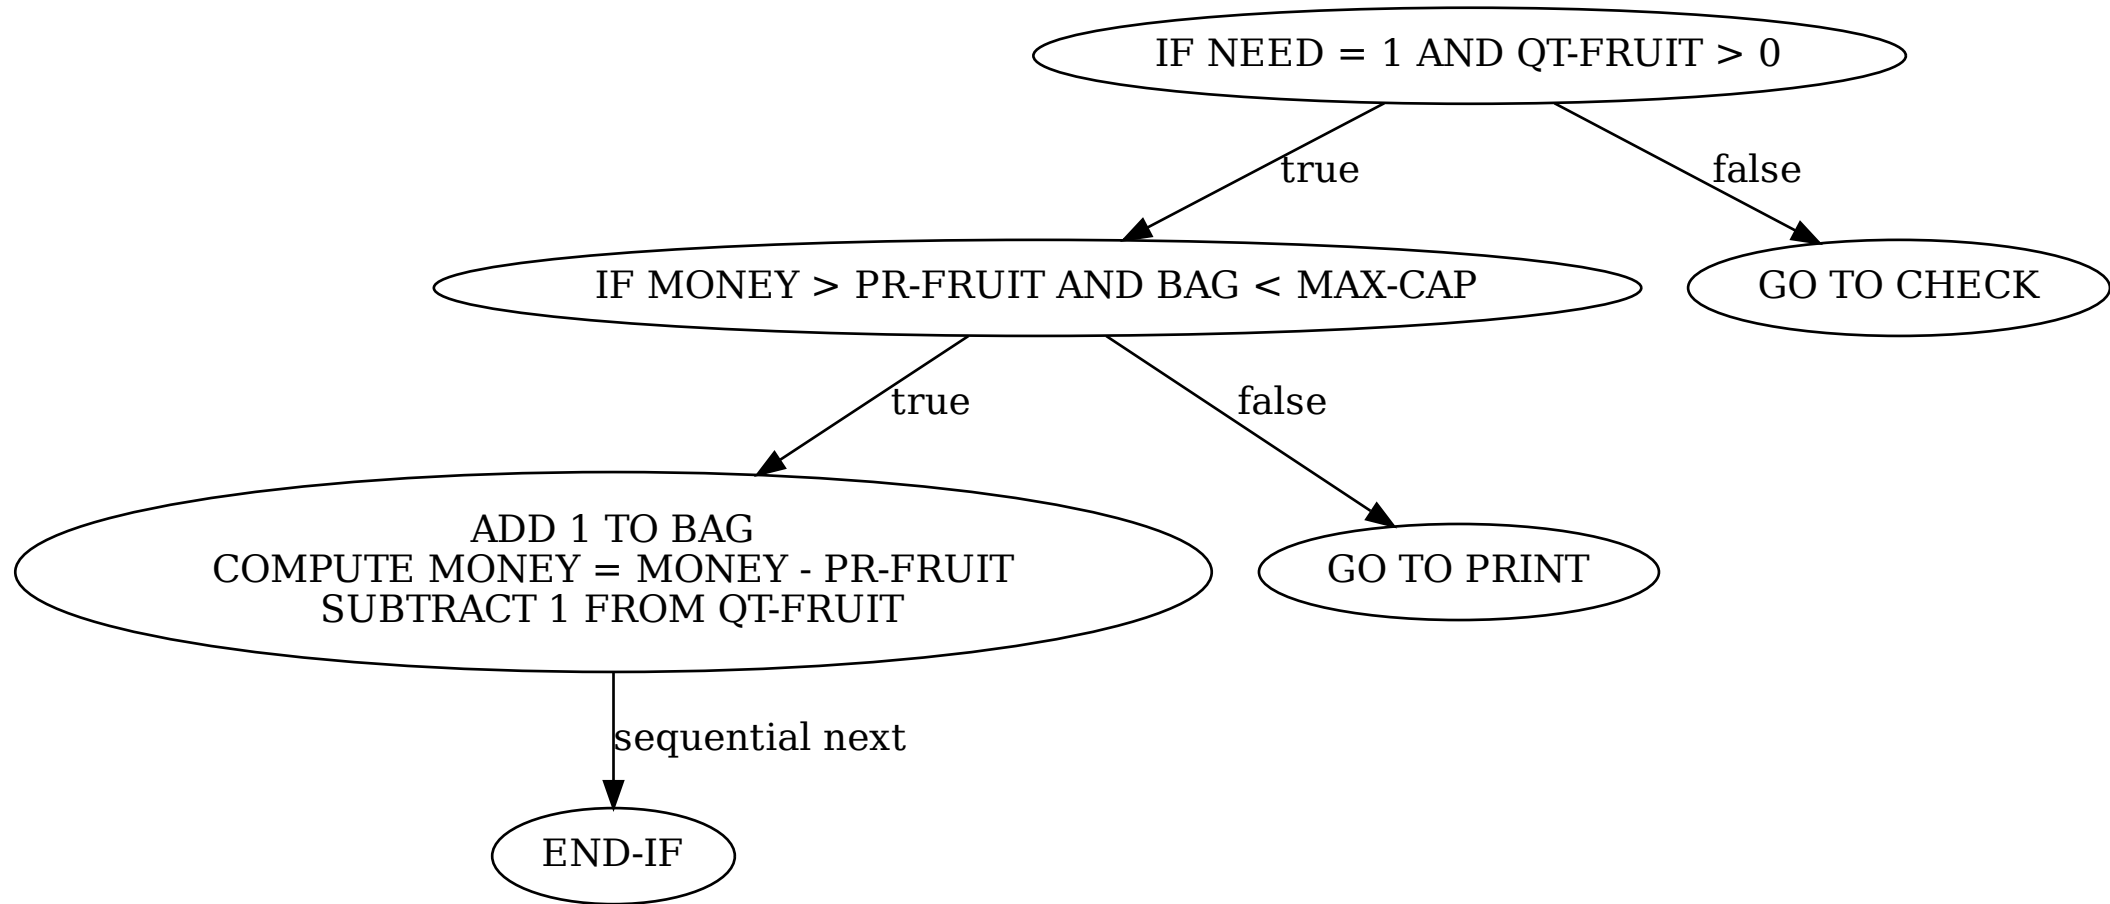 IF NEED = 1 AND QT-FRUIT > 0
true
false
IF MONEY > PR-FRUIT AND BAG < MAX-CAP
GO TO CHECK
true
false
ADD 1 TO BAG
COMPUTE MONEY = MONEY - PR-FRUIT
SUBTRACT 1 FROM QT-FRUIT
GO TO PRINT
sequential next
END-IF